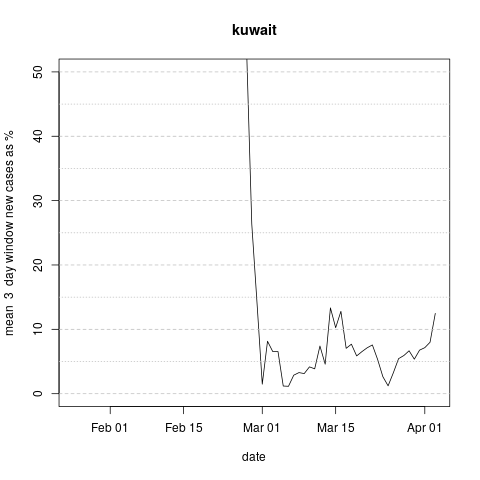 kuwait
mean  3  day window new cases as %
50
40
30
20
10
0
Feb 01
Feb 15
Mar 01
Mar 15
Apr 01
date